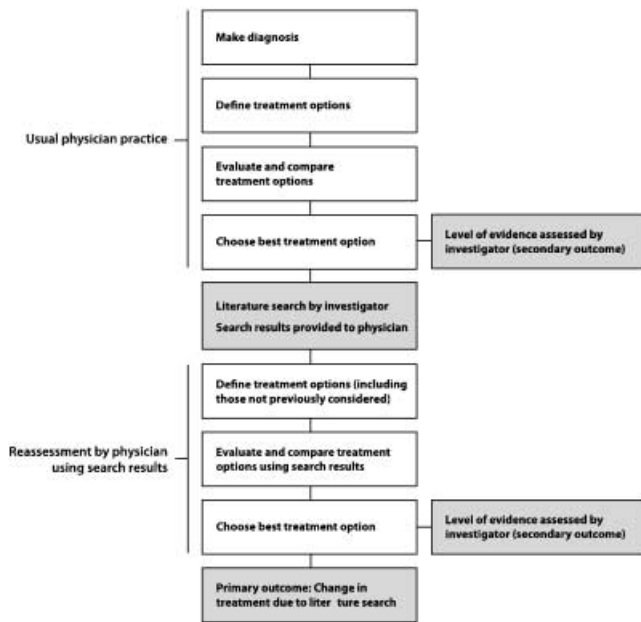 Make diagnosis
Define treatment options
Usual physician practice
Evaluate and compare
treatment options
Choose best treatment option
Level of evidence assessed by
investigator (secondary outcome)
Literature search by investigator
Search results provided to physician
Define treatment options (including
those not previously considered)
Reassessment by physician
using search results
Evaluate and compare treatment
options using search results
Choose best treatment option
Level of evidence assessed by
investigator (secondary outcome)
Primary outcome: Change in
treatment due to liter ture search